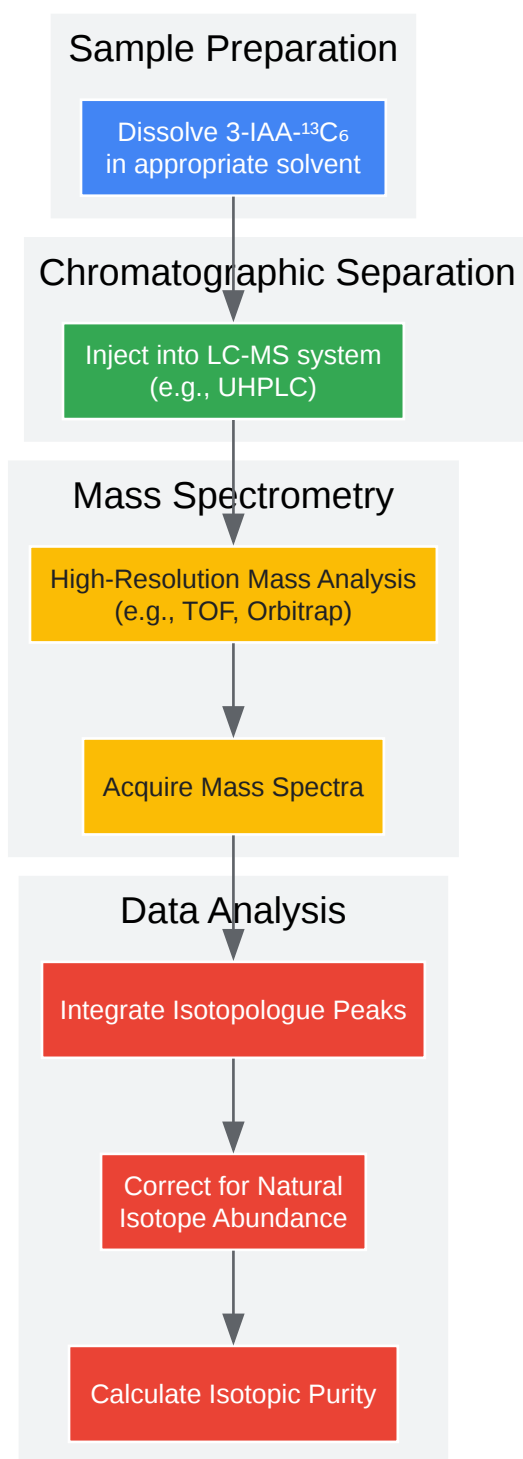 Sample Preparation
Dissolve 3-IAA-¹³C₆
in appropriate solvent
Chromatographic Separation
Inject into LC-MS system
(e.g., UHPLC)
Mass Spectrometry
High-Resolution Mass Analysis
(e.g., TOF, Orbitrap)
Acquire Mass Spectra
Data Analysis
Integrate Isotopologue Peaks
Correct for Natural
Isotope Abundance
Calculate Isotopic Purity